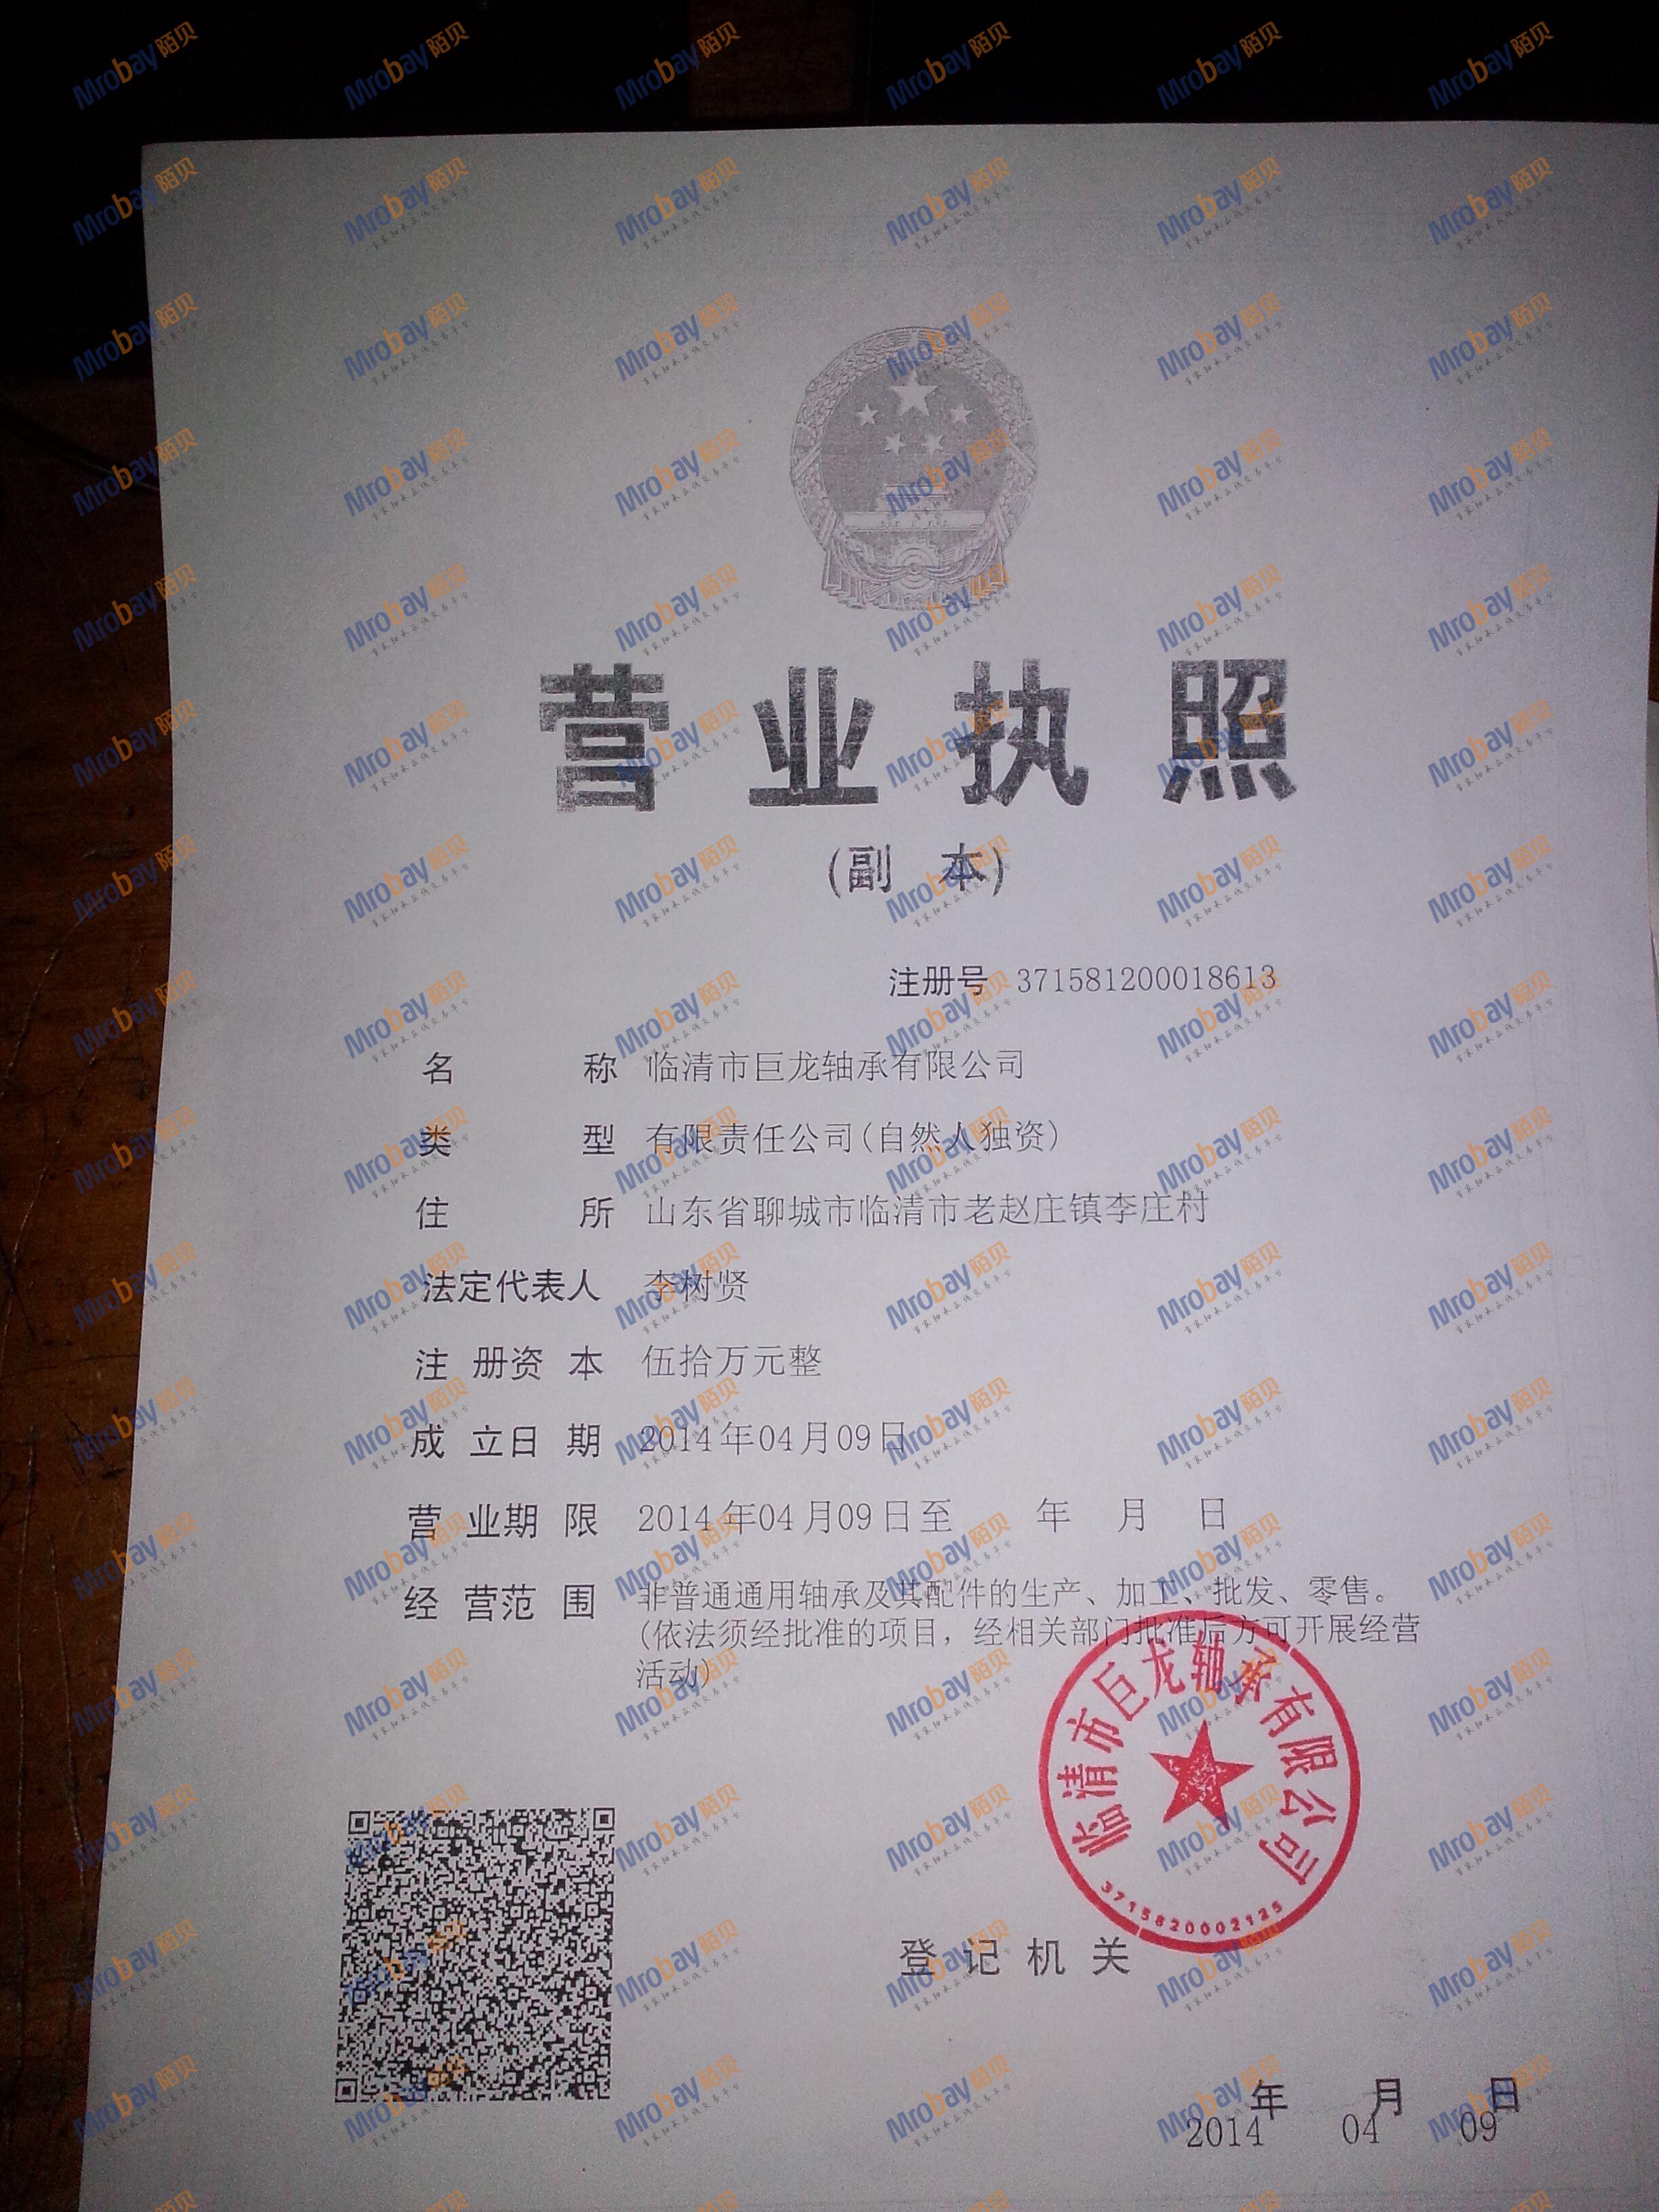 营业执照
(副 本)
注册号 371581200018613
名 称 临清市巨龙轴承有限公司
类 型 有限责任公司(自然人独资)
住 所 山东省聊城市临清市老赵庄镇李庄村
法定代表人 李树贤
注册资本 伍拾万元整
成立日期 2014年04月09日
营业期限 2014年04月09日至 年 月 日
经营范围 非普通通用轴承及其配件的生产、加工、批发、零售。
(依法须经批准的项目，经相关部门批准后方可开展经营
活动)
临清市巨龙轴承有限公司
3715820002125
登记机关
年 月 日
2014 04 09
Mrobay陌贝